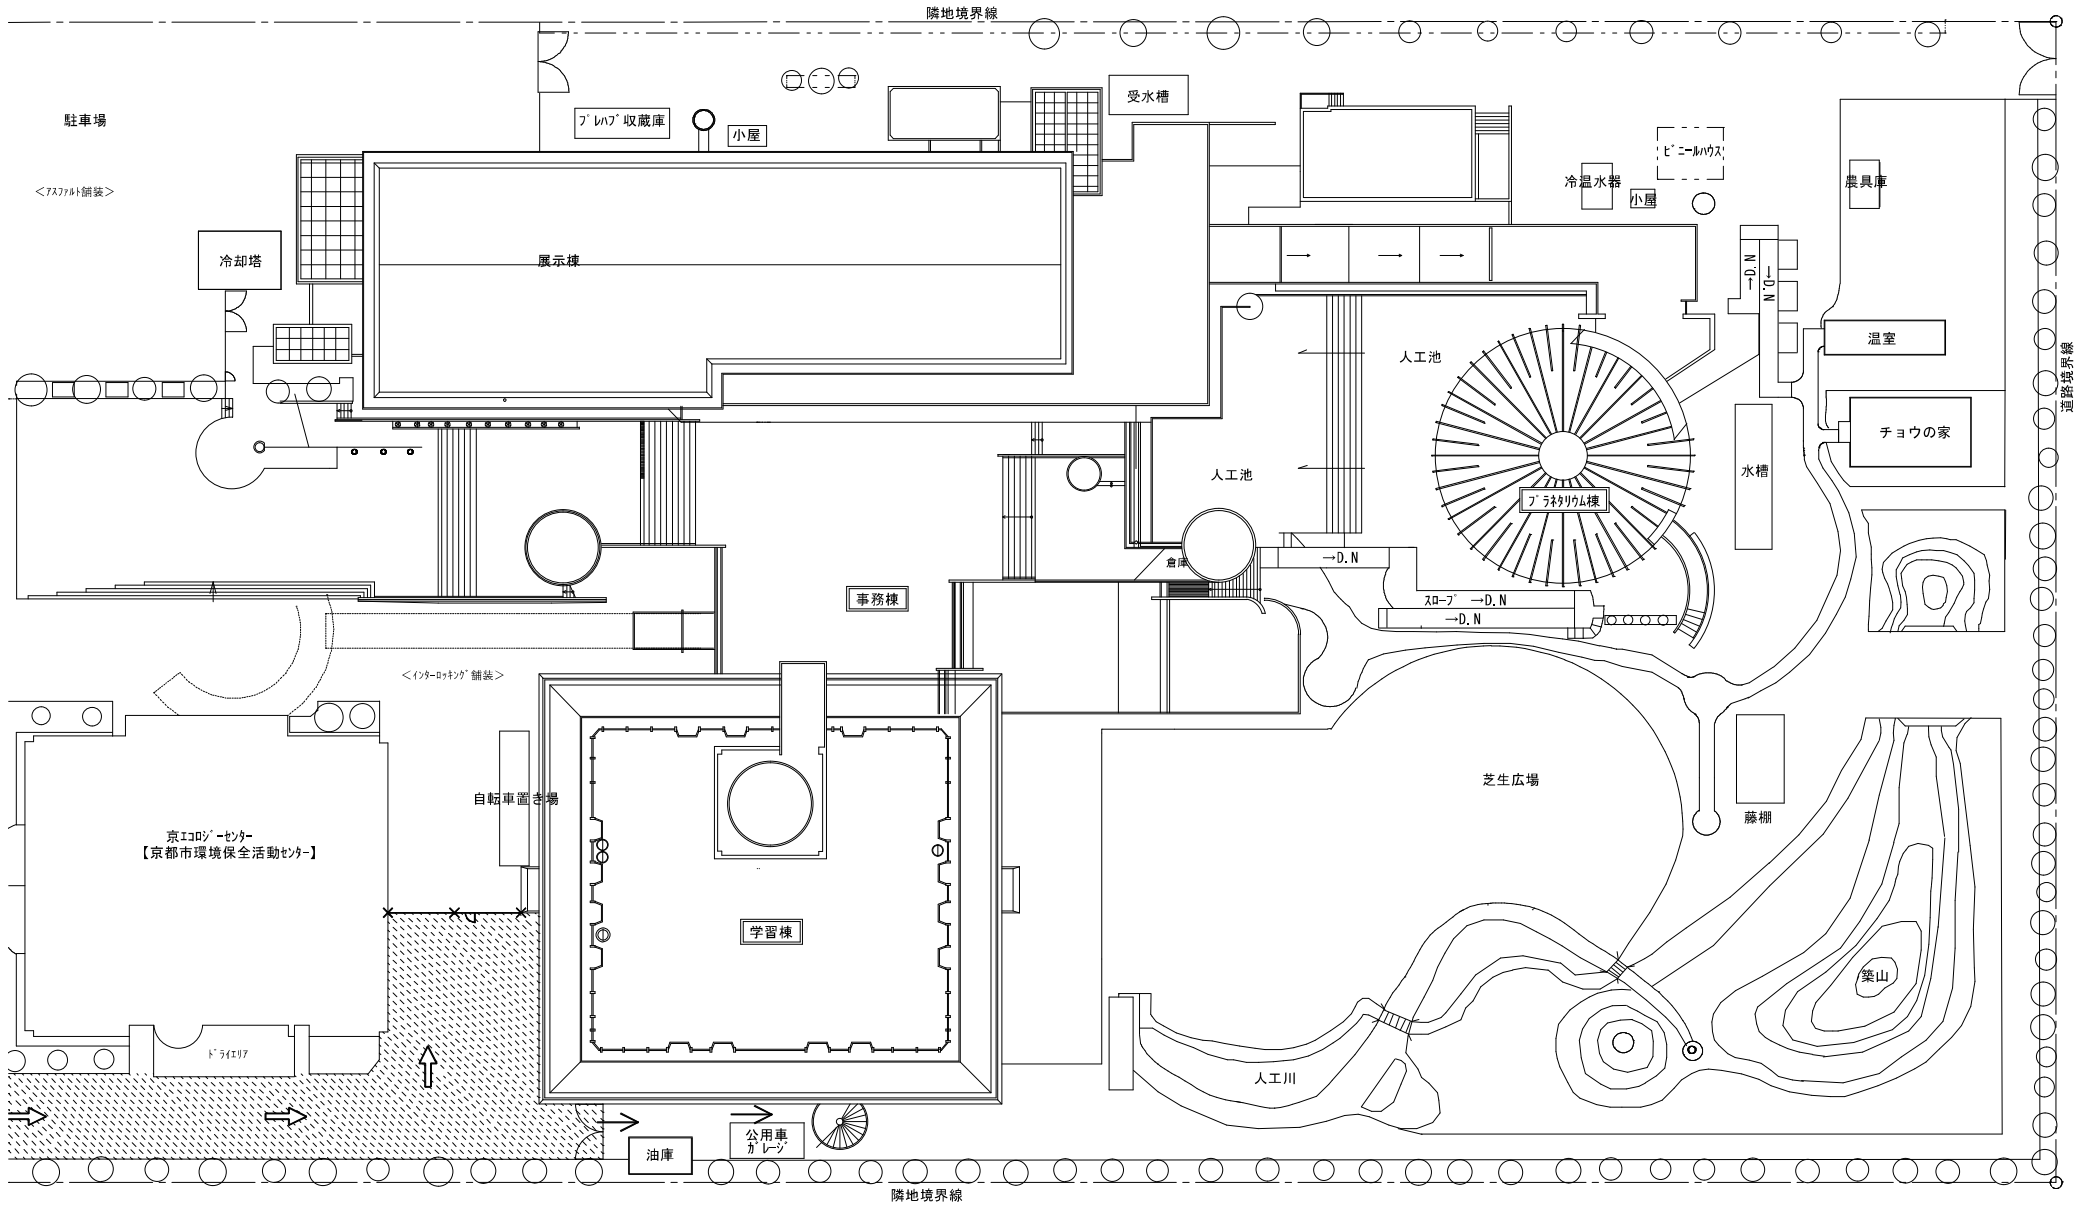 隣地境界線
駐車場
＜ｱｽﾌｧﾙﾄ舗装＞
ﾌﾟﾚﾊﾌﾞ収蔵庫
小屋
受水槽
ﾋﾞﾆｰﾙﾊｳｽ
冷温水器
小屋
農具庫
冷却塔
展示棟
→D.N
→D.N
人工池
温室
道路境界線
人工池
チョウの家
水槽
ﾌﾟﾗﾈﾀﾘｳﾑ棟
倉庫
→D.N
事務棟
ｽﾛｰﾌﾟ →D.N
→D.N
＜ｲﾝﾀｰﾛｯｷﾝｸﾞ舗装＞
自転車置き場
芝生広場
藤棚
京ｴｺﾛｼﾞｰｾﾝﾀｰ
【京都市環境保全活動ｾﾝﾀｰ】
学習棟
築山
ﾄﾞﾗｲｴﾘｱ
人工川
公用車
ｶﾞﾚｰｼﾞ
油庫
隣地境界線